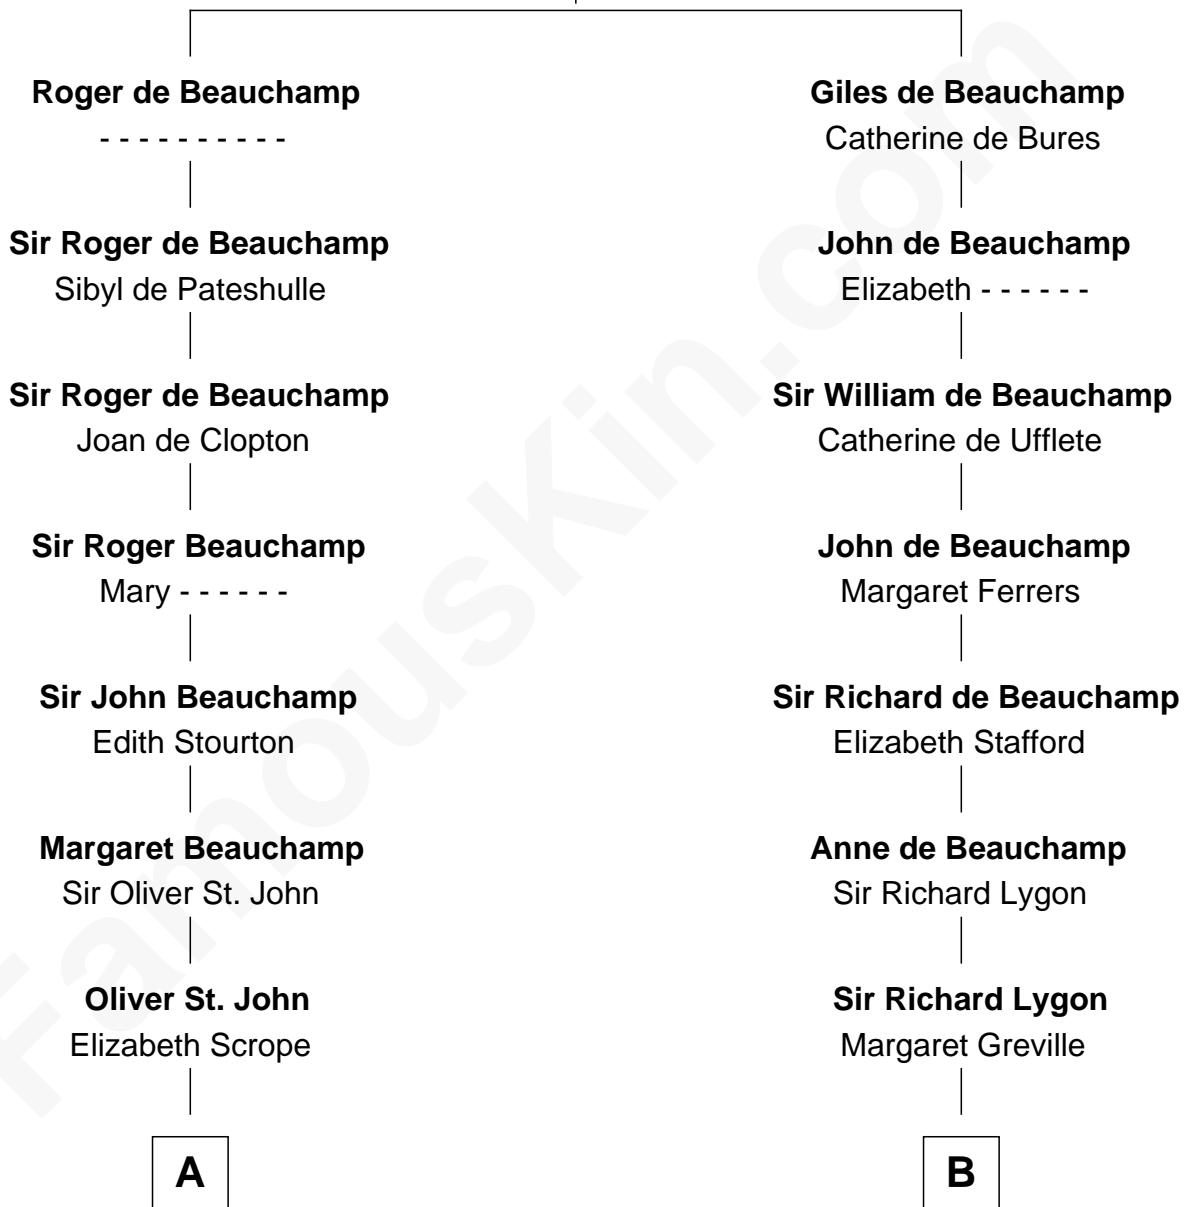 Roger de Beauchamp
- - - - - - - - - -
Sir Roger de Beauchamp
Sibyl de Pateshulle
Sir Roger de Beauchamp
Joan de Clopton
Sir Roger Beauchamp
Mary - - - - - -
Sir John Beauchamp
Edith Stourton
Margaret Beauchamp
Sir Oliver St. John
Oliver St. John
Elizabeth Scrope
A
Giles de Beauchamp
Catherine de Bures
John de Beauchamp
Elizabeth - - - - - -
Sir William de Beauchamp
Catherine de Ufflete
John de Beauchamp
Margaret Ferrers
Sir Richard de Beauchamp
Elizabeth Stafford
Anne de Beauchamp
Sir Richard Lygon
Sir Richard Lygon
Margaret Greville
B
FamousKin.com